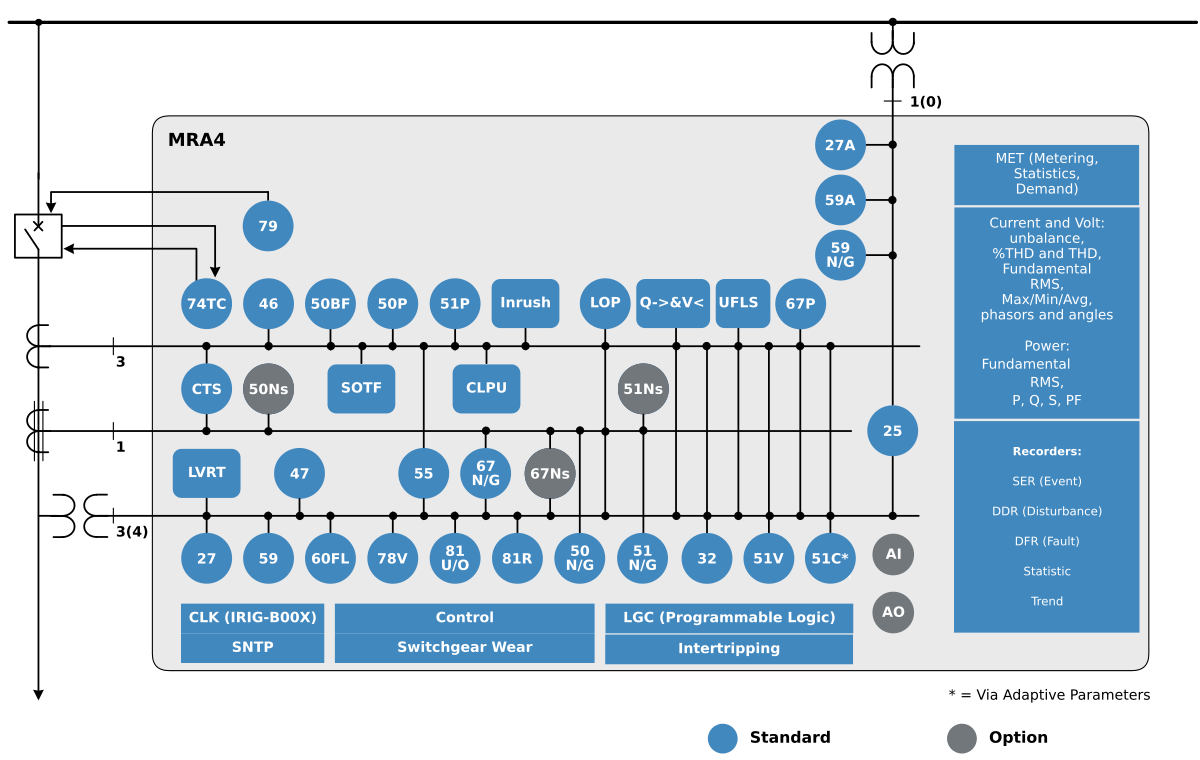 1(0)
MRA4
27A
59A
59
N/G
79
MET (Metering,
Statistics,
Demand)
Current and Volt:
unbalance,
%THD and THD,
Fundamental
RMS,
Max/Min/Avg,
phasors and angles
Power:
Fundamental
RMS,
P, Q, S, PF
74TC
46
50BF
50P
51P
Inrush
LOP
Q->&V<
UFLS
67P
3
CTS
50Ns
SOTF
CLPU
51Ns
1
25
LVRT
47
55
67
N/G
67Ns
3(4)
Recorders:
SER (Event)
DDR (Disturbance)
DFR (Fault)
Statistic
Trend
27
59
60FL
78V
81
U/O
81R
50
N/G
51
N/G
32
51V
51C*
AI
AO
CLK (IRIG-B00X)
SNTP
Control
Switchgear Wear
LGC (Programmable Logic)
Intertripping
* = Via Adaptive Parameters
Standard
Option